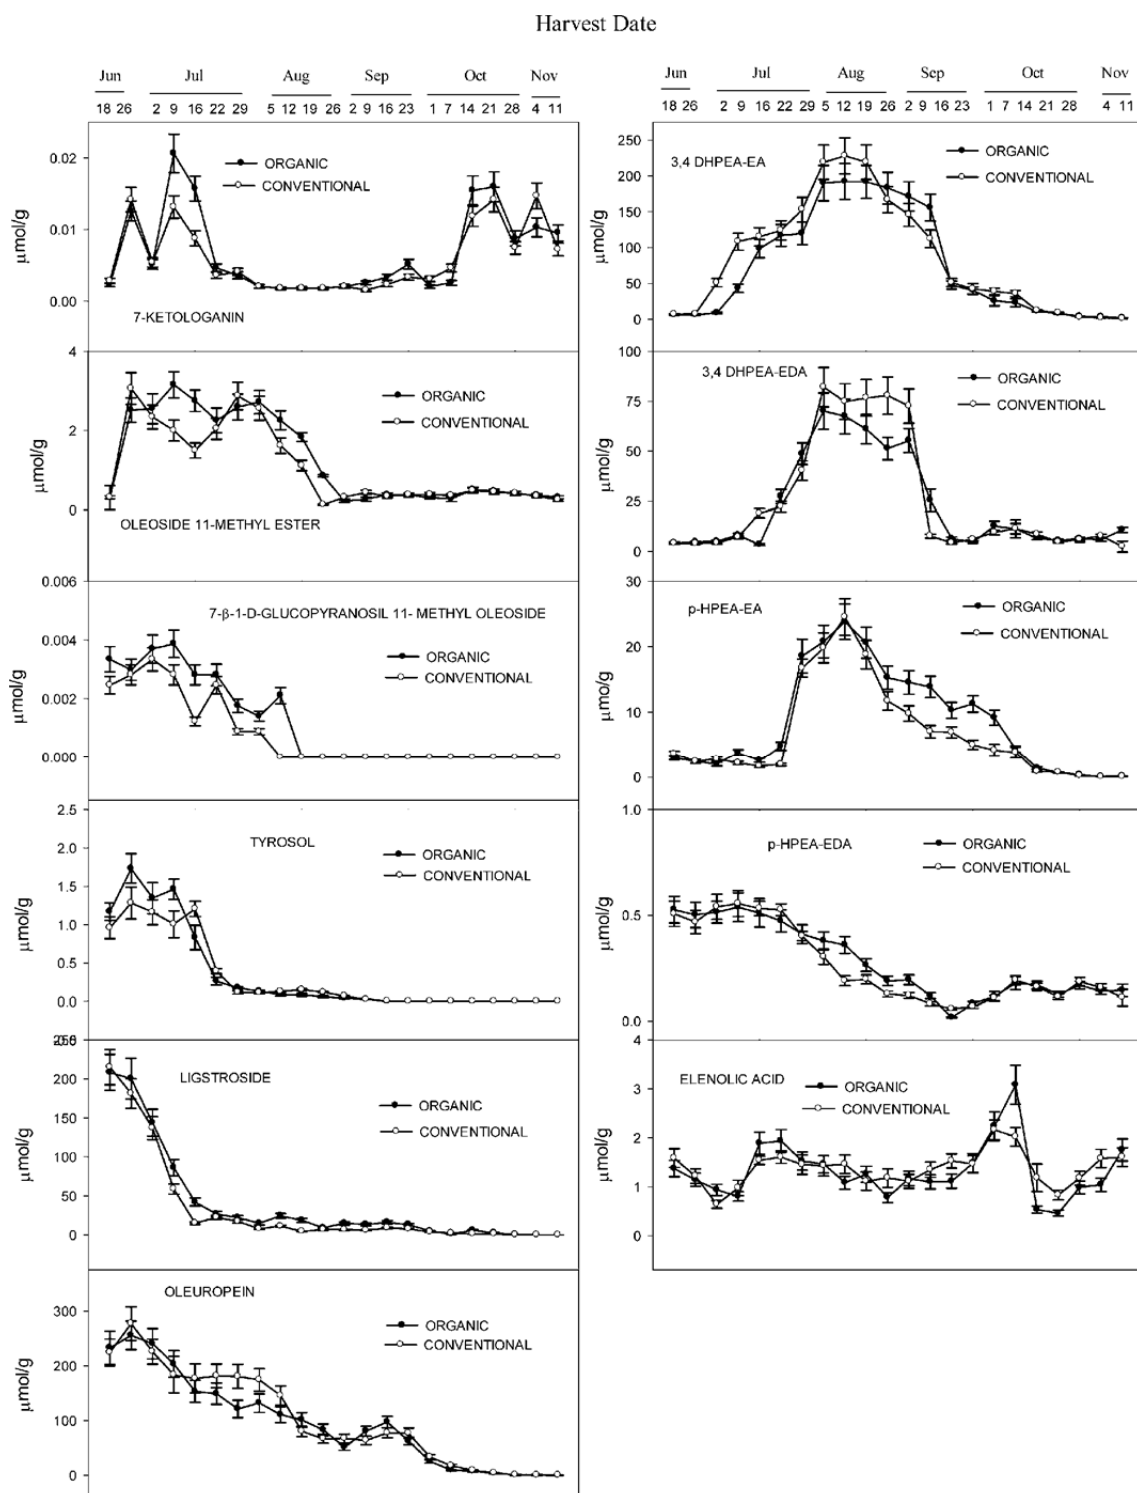 Harvest Date
Jun Jul Aug Sep Oct Nov
18 26 2 9 16 22 29 5 12 19 26 2 9 16 23 1 7 14 21 28 4 11
0.02
0.01
0.00
μmol/g
ORGANIC
CONVENTIONAL
7-KETOLOGANIN
4
2
0
μmol/g
ORGANIC
CONVENTIONAL
OLEOSIDE 11-METHYL ESTER
0.006
0.004
0.002
0.000
μmol/g
7-β-1-D-GLUCOPYRANOSIL 11- METHYL OLEOSIDE
ORGANIC
CONVENTIONAL
2.5
2.0
1.5
1.0
0.5
0.0
μmol/g
TYROSOL
ORGANIC
CONVENTIONAL
250
200
150
100
50
0
μmol/g
LIGSTROSIDE
ORGANIC
CONVENTIONAL
300
200
100
0
μmol/g
OLEUROPEIN
ORGANIC
CONVENTIONAL
Jun Jul Aug Sep Oct Nov
18 26 2 9 16 22 29 5 12 19 26 2 9 16 23 1 7 14 21 28 4 11
250
200
150
100
50
0
μmol/g
3,4 DHPEA-EA
ORGANIC
CONVENTIONAL
100
75
50
25
0
μmol/g
3,4 DHPEA-EDA
ORGANIC
CONVENTIONAL
30
20
10
0
μmol/g
p-HPEA-EA
ORGANIC
CONVENTIONAL
1.0
0.5
0.0
μmol/g
p-HPEA-EDA
ORGANIC
CONVENTIONAL
4
3
2
1
0
μmol/g
ELENOLIC ACID
ORGANIC
CONVENTIONAL